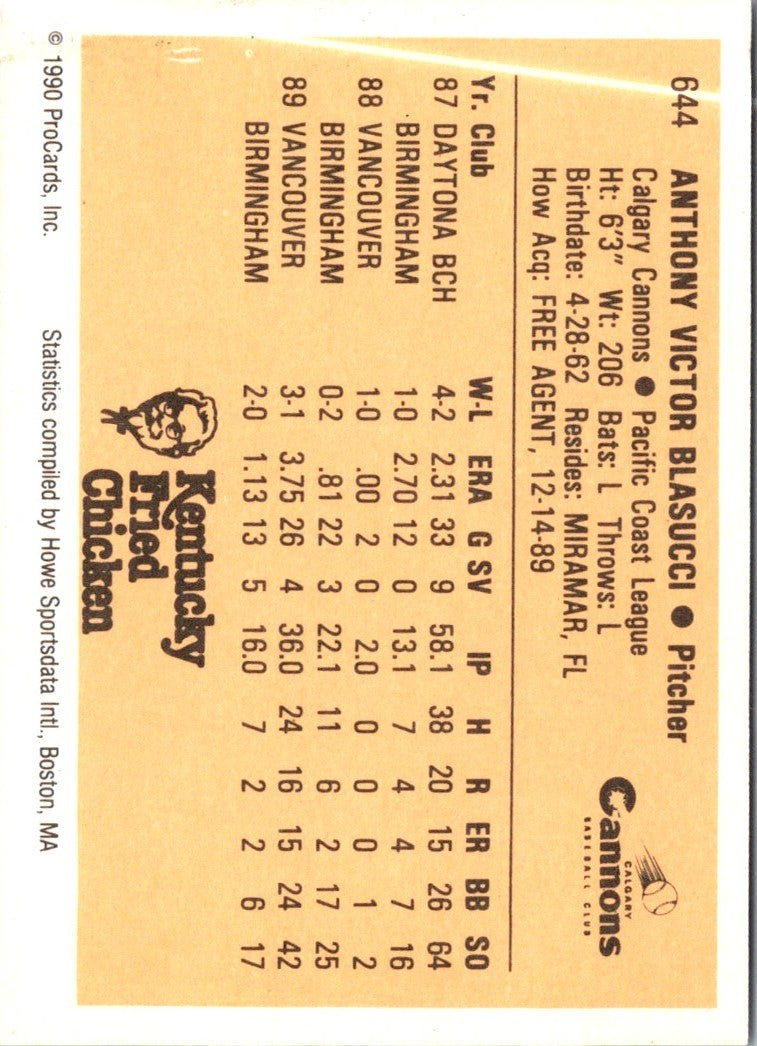 644 ANTHONY VICTOR BLASUCCI ● Pitcher
Calgary Cannons ● Pacific Coast League
Ht: 6'3" Wt: 206 Bats: L Throws: L
Birthdate: 4-28-62 Resides: MIRAMAR, FL
How Acq: FREE AGENT, 12-14-89
CALGARY
Cannons
BASEBALL CLUB
Yr. Club W-L ERA G SV IP H R ER BB SO
87 DAYTONA BCH 4-2 2.31 33 9 58.1 38 20 15 26 64
BIRMINGHAM 1-0 2.70 12 0 13.1 7 4 4 7 16
88 VANCOUVER 1-0 .00 2 0 2.0 0 0 0 1 2
BIRMINGHAM 0-2 .81 22 3 22.1 11 6 2 17 25
89 VANCOUVER 3-1 3.75 26 4 36.0 24 16 15 24 42
BIRMINGHAM 2-0 1.13 13 5 16.0 7 2 2 6 17
Kentucky
Fried
Chicken
© 1990 ProCards, Inc. Statistics compiled by Howe Sportsdata Intl., Boston, MA